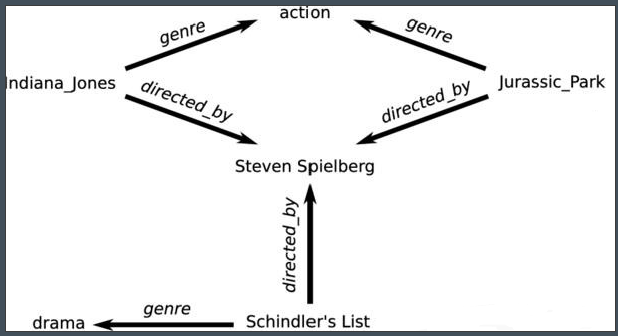 action
genre
genre
Indiana_Jones
Jurassic_Park
directed_by
directed_by
Steven Spielberg
directed_by
genre
drama
Schindler's List